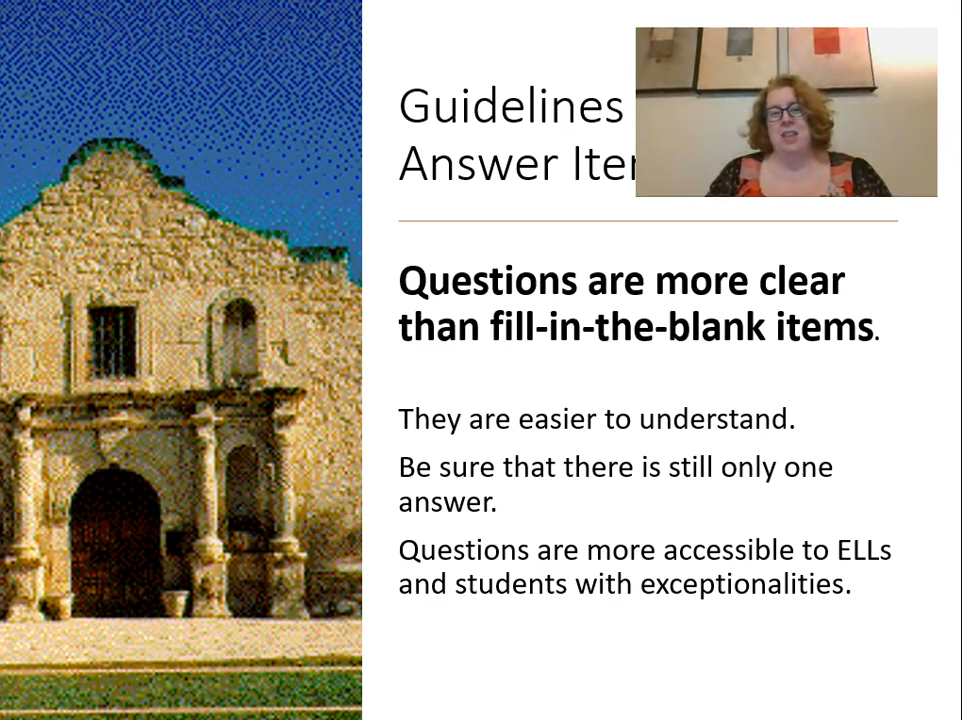 Guidelines
Answer Iter
Questions are more clear
than fill-in-the-blank items.
They are easier to understand.
Be sure that there is still only one
answer.
Questions are more accessible to ELLs
and students with exceptionalities.